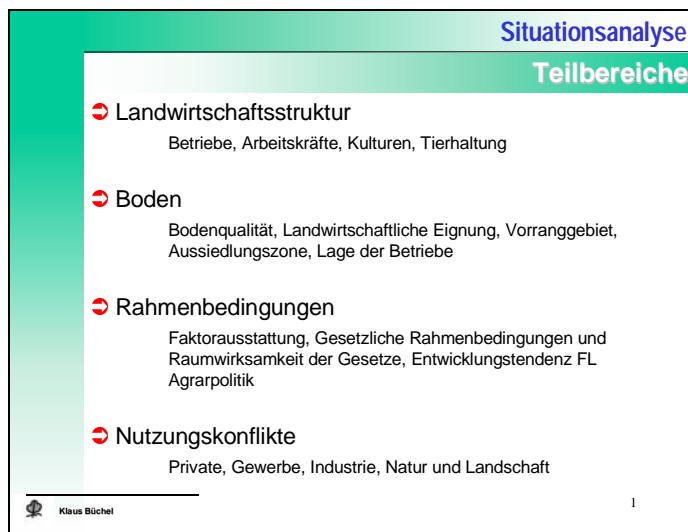 Situationsanalyse
Teilbereiche
Landwirtschaftsstruktur
Betriebe, Arbeitskräfte, Kulturen, Tierhaltung
Boden
Bodenqualität, Landwirtschaftliche Eignung, Vorranggebiet,
Aussiedlungszone, Lage der Betriebe
Rahmenbedingungen
Faktorausstattung, Gesetzliche Rahmenbedingungen und
Raumwirksamkeit der Gesetze, Entwicklungstendenz FL
Agrarpolitik
Nutzungskonflikte
Private, Gewerbe, Industrie, Natur und Landschaft
Klaus Büchel
1